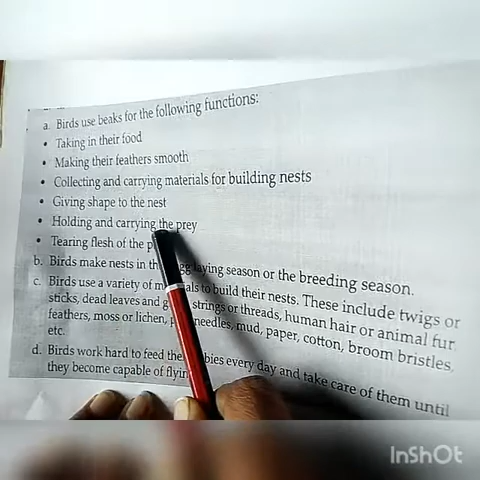 a. Birds use beaks for the following functions:
• Taking in their food
• Making their feathers smooth
• Collecting and carrying materials for building nests
• Giving shape to the nest
• Holding and carrying the prey
• Tearing flesh of the
b. Birds make nests in laying season or the breeding season.
c. Birds use a variety of to build their nests. These include twigs or
sticks, dead leaves and strings or threads, human hair or animal fur,
feathers, moss or lichen, needles, mud, paper, cotton, broom bristles,
etc.
d. Birds work hard to feed every day and take care of them until
they become capable of
InShOt